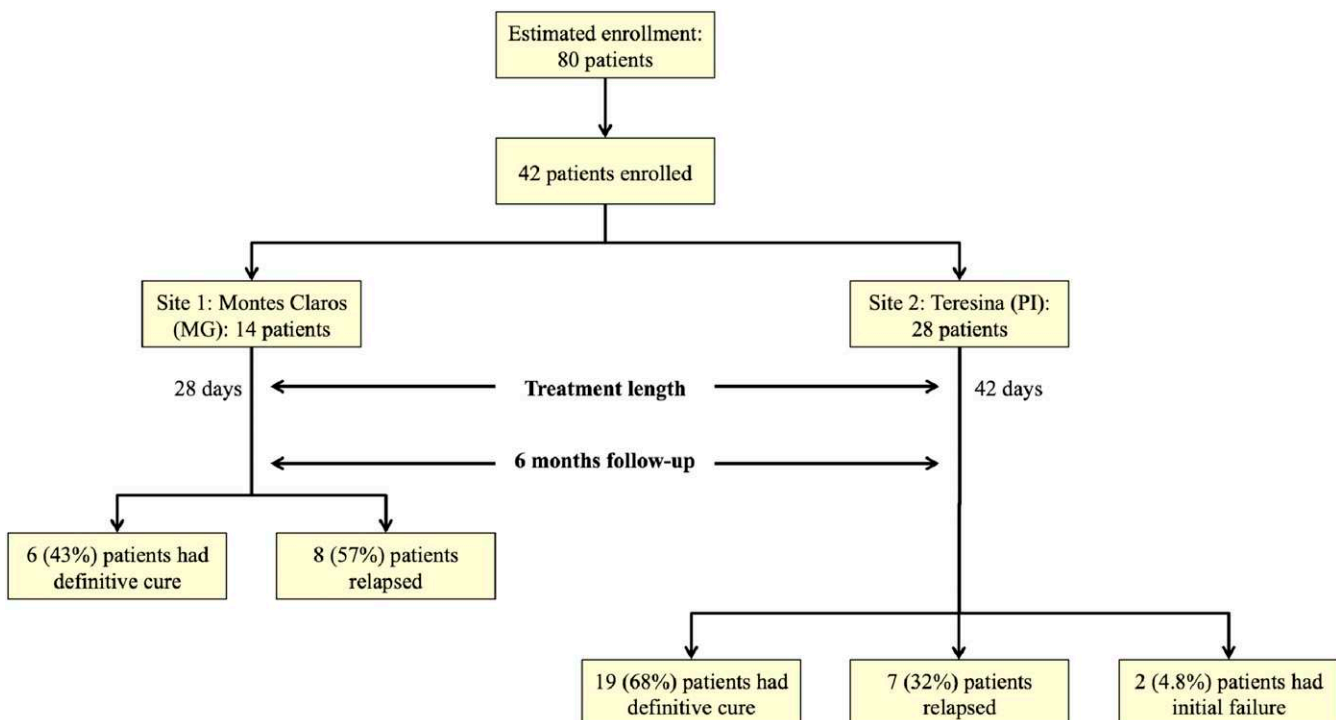 Estimated enrollment:
80 patients
42 patients enrolled
Site 1: Montes Claros
(MG): 14 patients
Site 2: Teresina (PI):
28 patients
28 days
Treatment length
42 days
6 months follow-up
6 (43%) patients had
definitive cure
8 (57%) patients
relapsed
19 (68%) patients had
definitive cure
7 (32%) patients
relapsed
2 (4.8%) patients had
initial failure